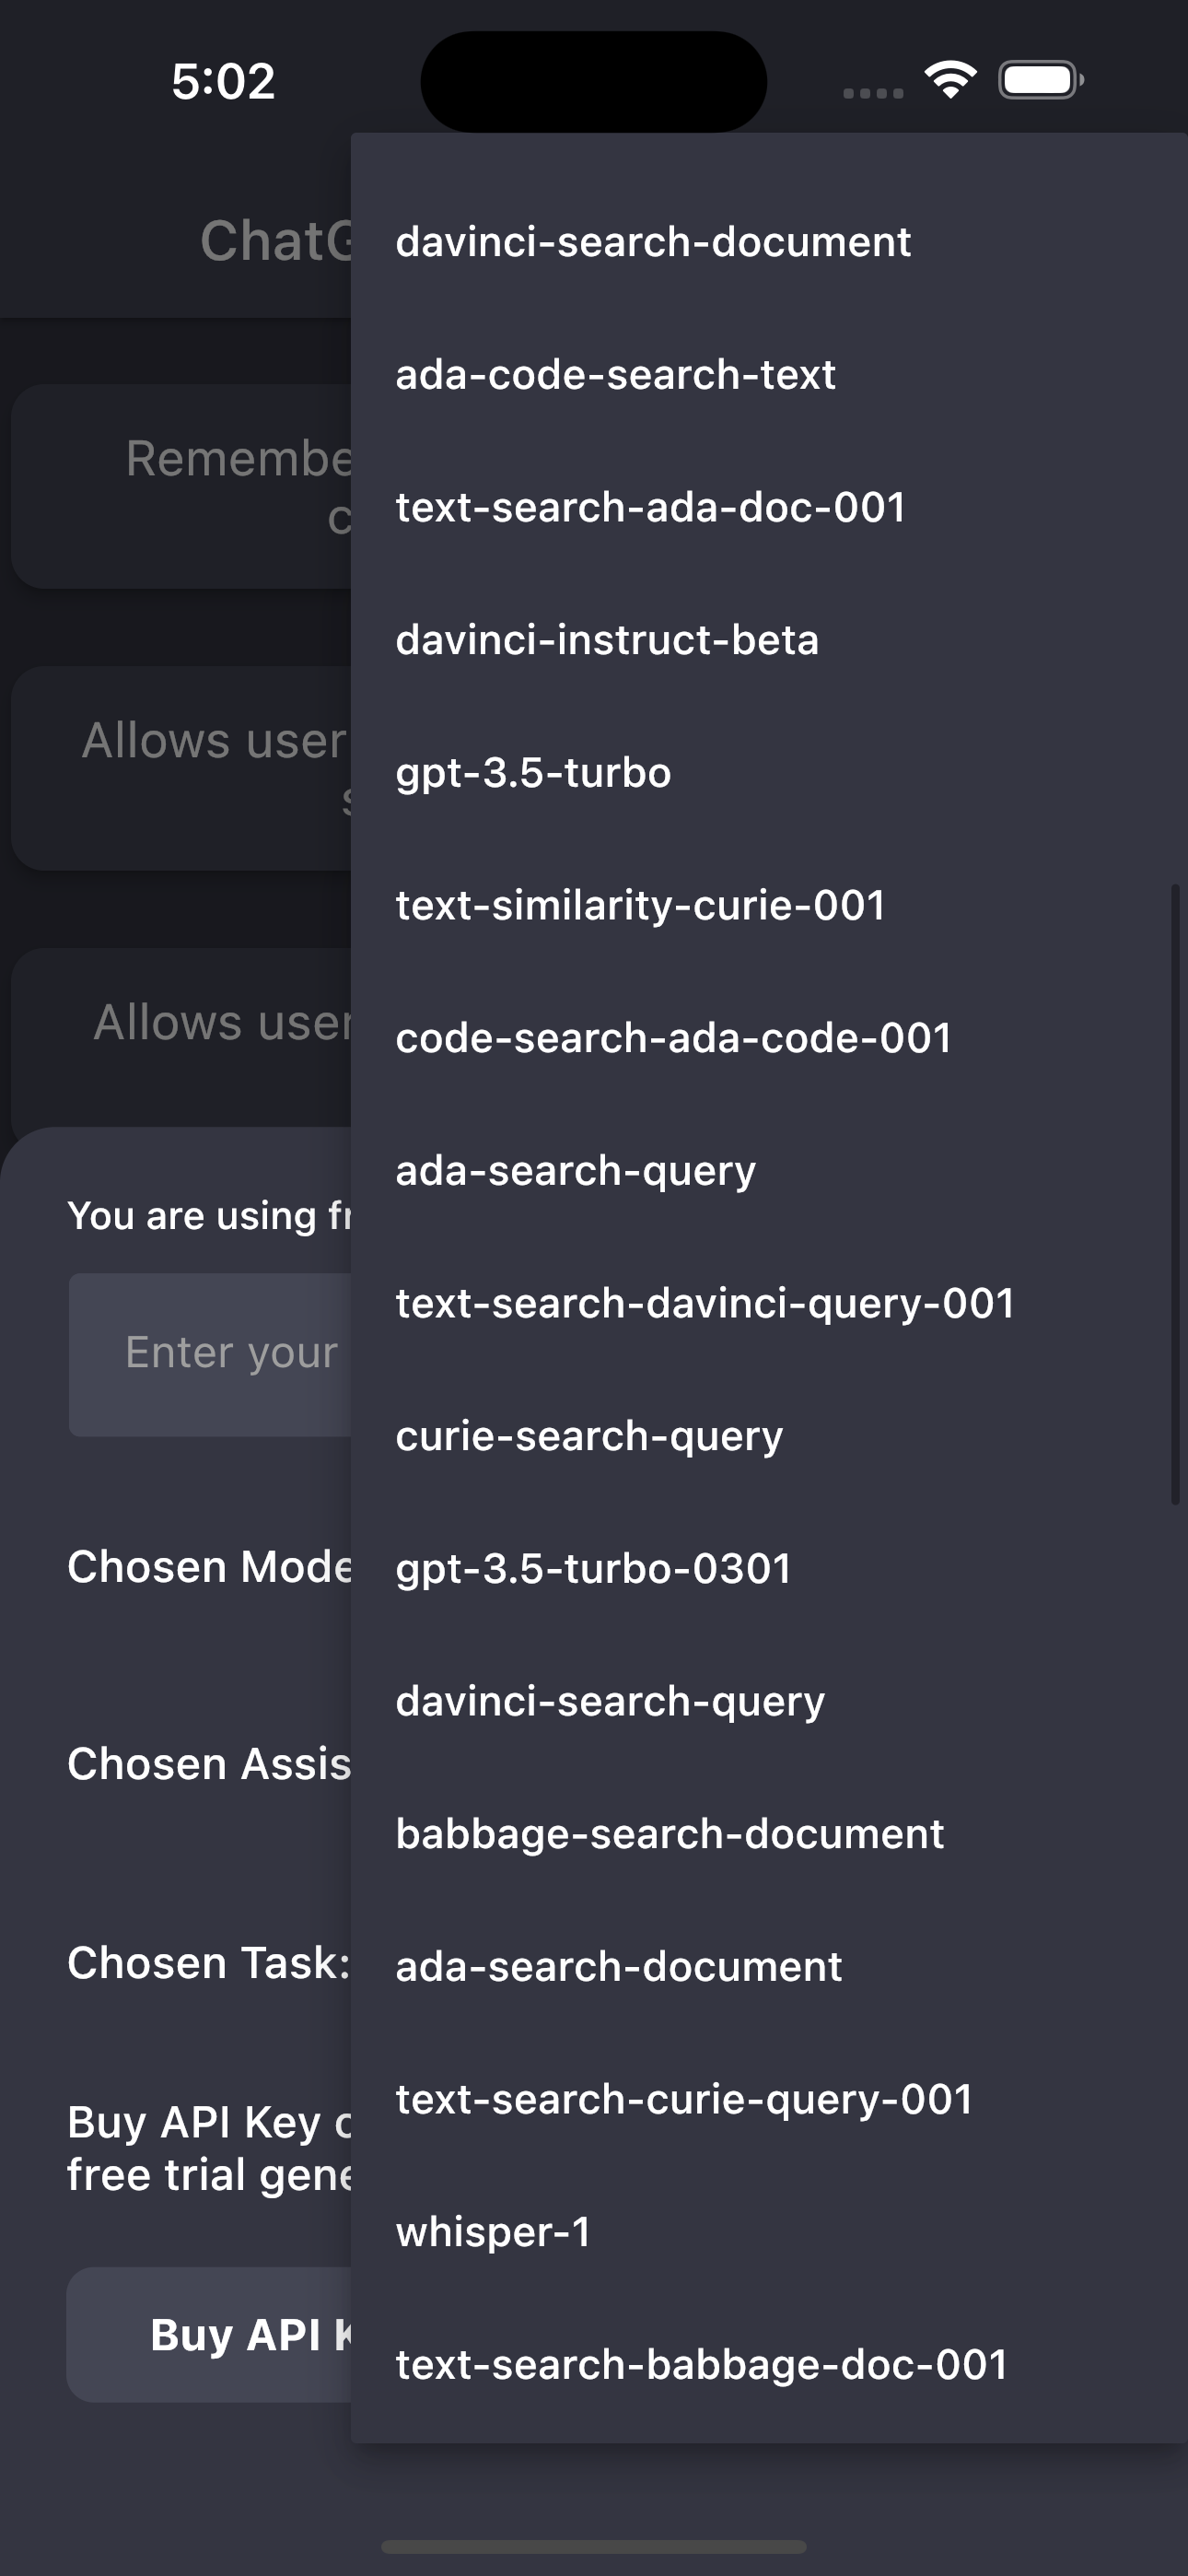 5:02
ChatG
Remembe
c
Allows user
s
Allows user
You are using fr
Enter your
Chosen Mode
Chosen Assis
Chosen Task:
Buy API Key c
free trial gene
Buy API K
davinci-search-document
ada-code-search-text
text-search-ada-doc-001
davinci-instruct-beta
gpt-3.5-turbo
text-similarity-curie-001
code-search-ada-code-001
ada-search-query
text-search-davinci-query-001
curie-search-query
gpt-3.5-turbo-0301
davinci-search-query
babbage-search-document
ada-search-document
text-search-curie-query-001
whisper-1
text-search-babbage-doc-001